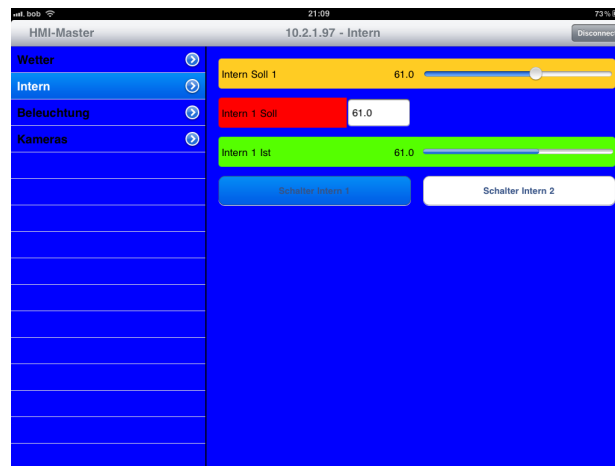 bob 21:09 73%
HMI-Master 10.2.1.97 - Intern Disconnect
Wetter
Intern
Beleuchtung
Kameras
Intern Soll 1 61.0
Intern 1 Soll 61.0
Intern 1 Ist 61.0
Schalter Intern 1 Schalter Intern 2